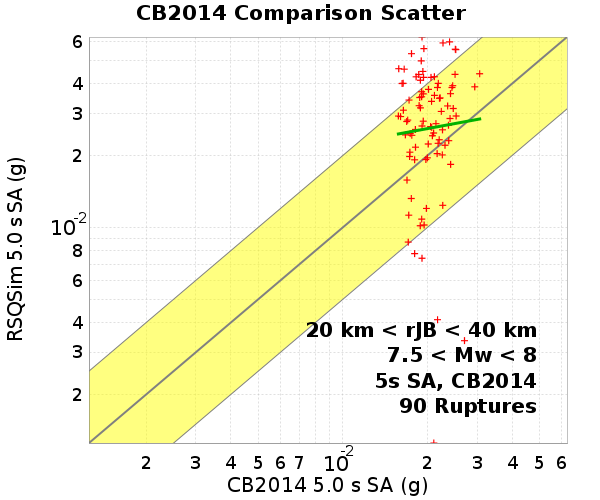 CB2014 Comparison Scatter
RSQSim 5.0 s SA (g)
6
4
3
2
10-2
8
6
4
3
2
20 km < rJB < 40 km
7.5 < Mw < 8
5s SA, CB2014
90 Ruptures
2 3 4 5 6 7 10-2 2 3 4 5 6
CB2014 5.0 s SA (g)